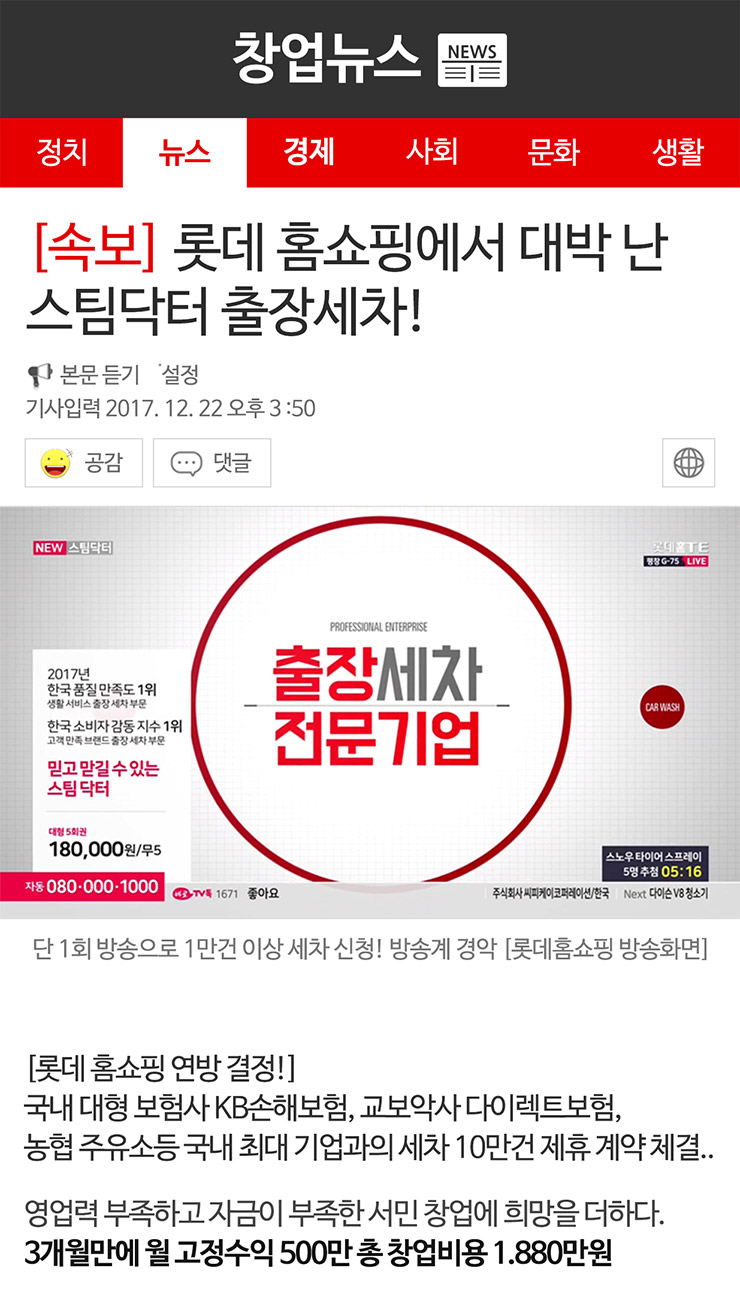 창업뉴스 NEWS
정치 뉴스 경제 사회 문화 생활
[속보] 롯데 홈쇼핑에서 대박 난
스팀닥터 출장세차!
본문 듣기 설정
기사입력 2017. 12. 22 오후 3 :50
공감 댓글
NEW 스팀닥터
롯데홈TE
평창 G-75 LIVE
PROFESSIONAL ENTERPRISE
출장세차
전문기업
CAR WASH
2017년
한국 품질 만족도 1위
생활 서비스 출장 세차 부문
한국 소비자 감동 지수 1위
고객 만족 브랜드 출장 세차 부문
믿고 맡길 수 있는
스팀 닥터
대형 5회권
180,000원/무5
스노우 타이어 스프레이
5명 추첨 05:16
자동 080·000·1000
바로TV톡 1671 좋아요 주식회사 씨피케이코퍼레이션/한국 Next 다이슨 V8 청소기
단 1회 방송으로 1만건 이상 세차 신청! 방송계 경악 [롯데홈쇼핑 방송화면]
[롯데 홈쇼핑 연방 결정!]
국내 대형 보험사 KB손해보험, 교보악사 다이렉트보험,
농협 주유소등 국내 최대 기업과의 세차 10만건 제휴 계약 체결..
영업력 부족하고 자금이 부족한 서민 창업에 희망을 더하다.
3개월만에 월 고정수익 500만 총 창업비용 1.880만원